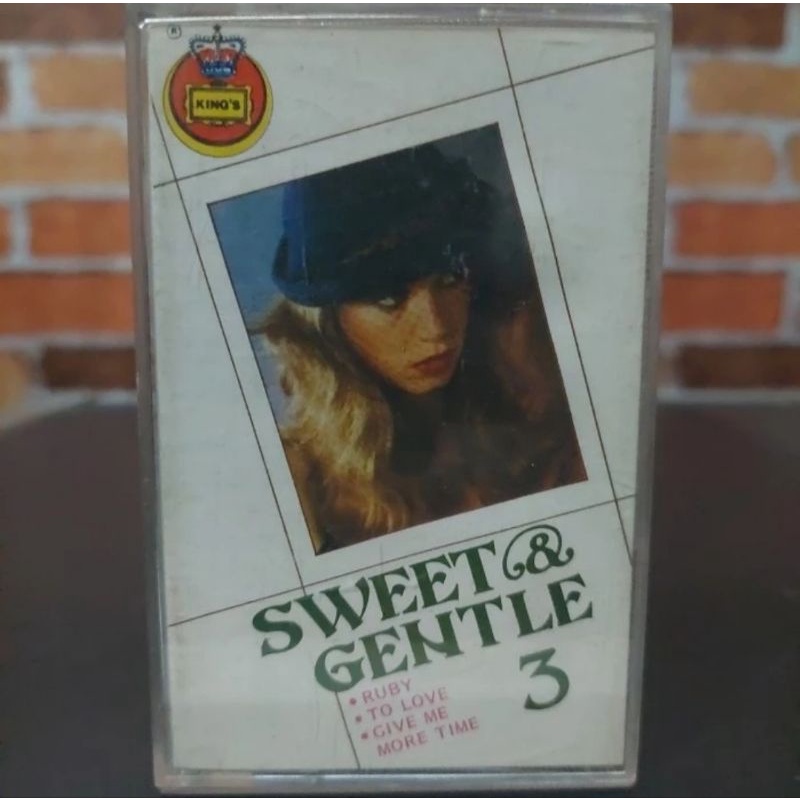 ®
KING'S
SWEET &
GENTLE
3
• RUBY
• TO LOVE
• GIVE ME
MORE TIME